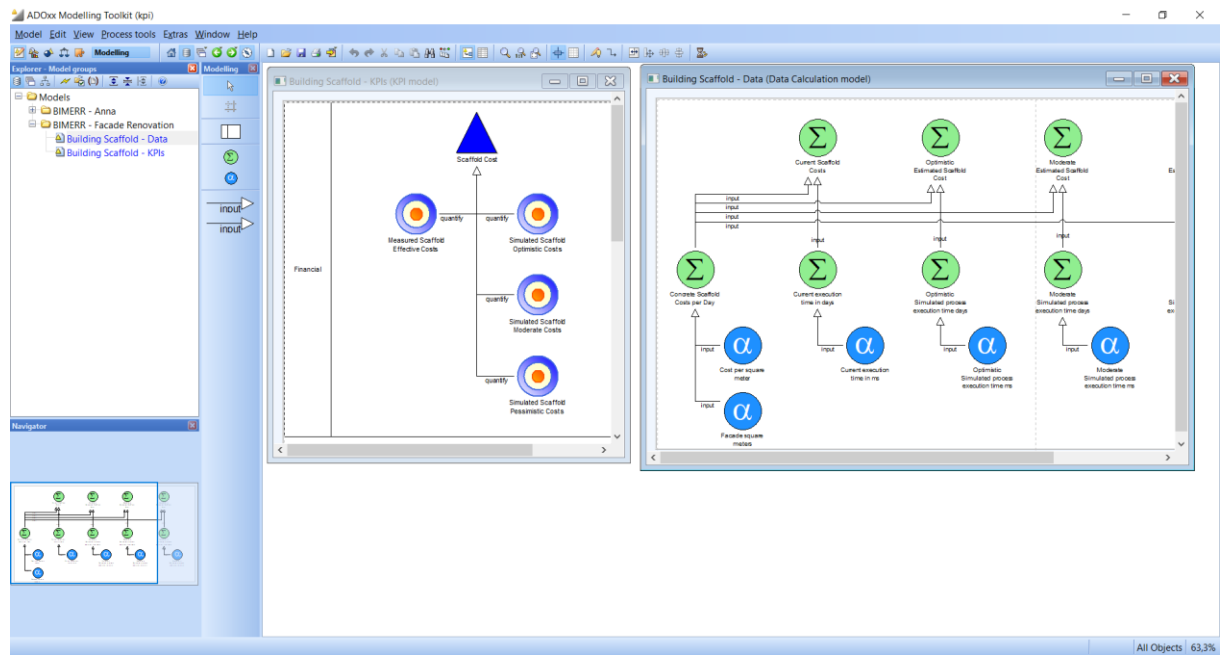 ADOxx Modelling Toolkit (kpi)
Model Edit View Process tools Extras Window Help
Modelling
Explorer - Model groups
Models
BIMERR - Anna
BIMERR - Facade Renovation
Building Scaffold - Data
Building Scaffold - KPIs
Navigator
Modelling
Σ
α
input
input
Building Scaffold - KPIs (KPI model)
Scaffold Cost
quantify
quantify
Measured Scaffold
Effective Costs
Simulated Scaffold
Optimistic Costs
Financial
quantify
Simulated Scaffold
Moderate Costs
quantify
Simulated Scaffold
Pessimistic Costs
Building Scaffold - Data (Data Calculation model)
Σ Σ Σ
Current Scaffold
Costs
Optimistic
Estimated Scaffold
Cost
Moderate
Estimated Scaffold
Cost
input
input
input
input
input input input
Σ Σ Σ Σ
Concrete Scaffold
Costs per Day
Current execution
time in days
Optimistic
Simulated process
execution time days
Moderate
Simulated process
execution time days
input α input α input α input α
Cost per square
meter
Current execution
time in ms
Optimistic
Simulated process
execution time ms
Moderate
Simulated process
execution time ms
input α
Facade square
meters
All Objects 63,3%